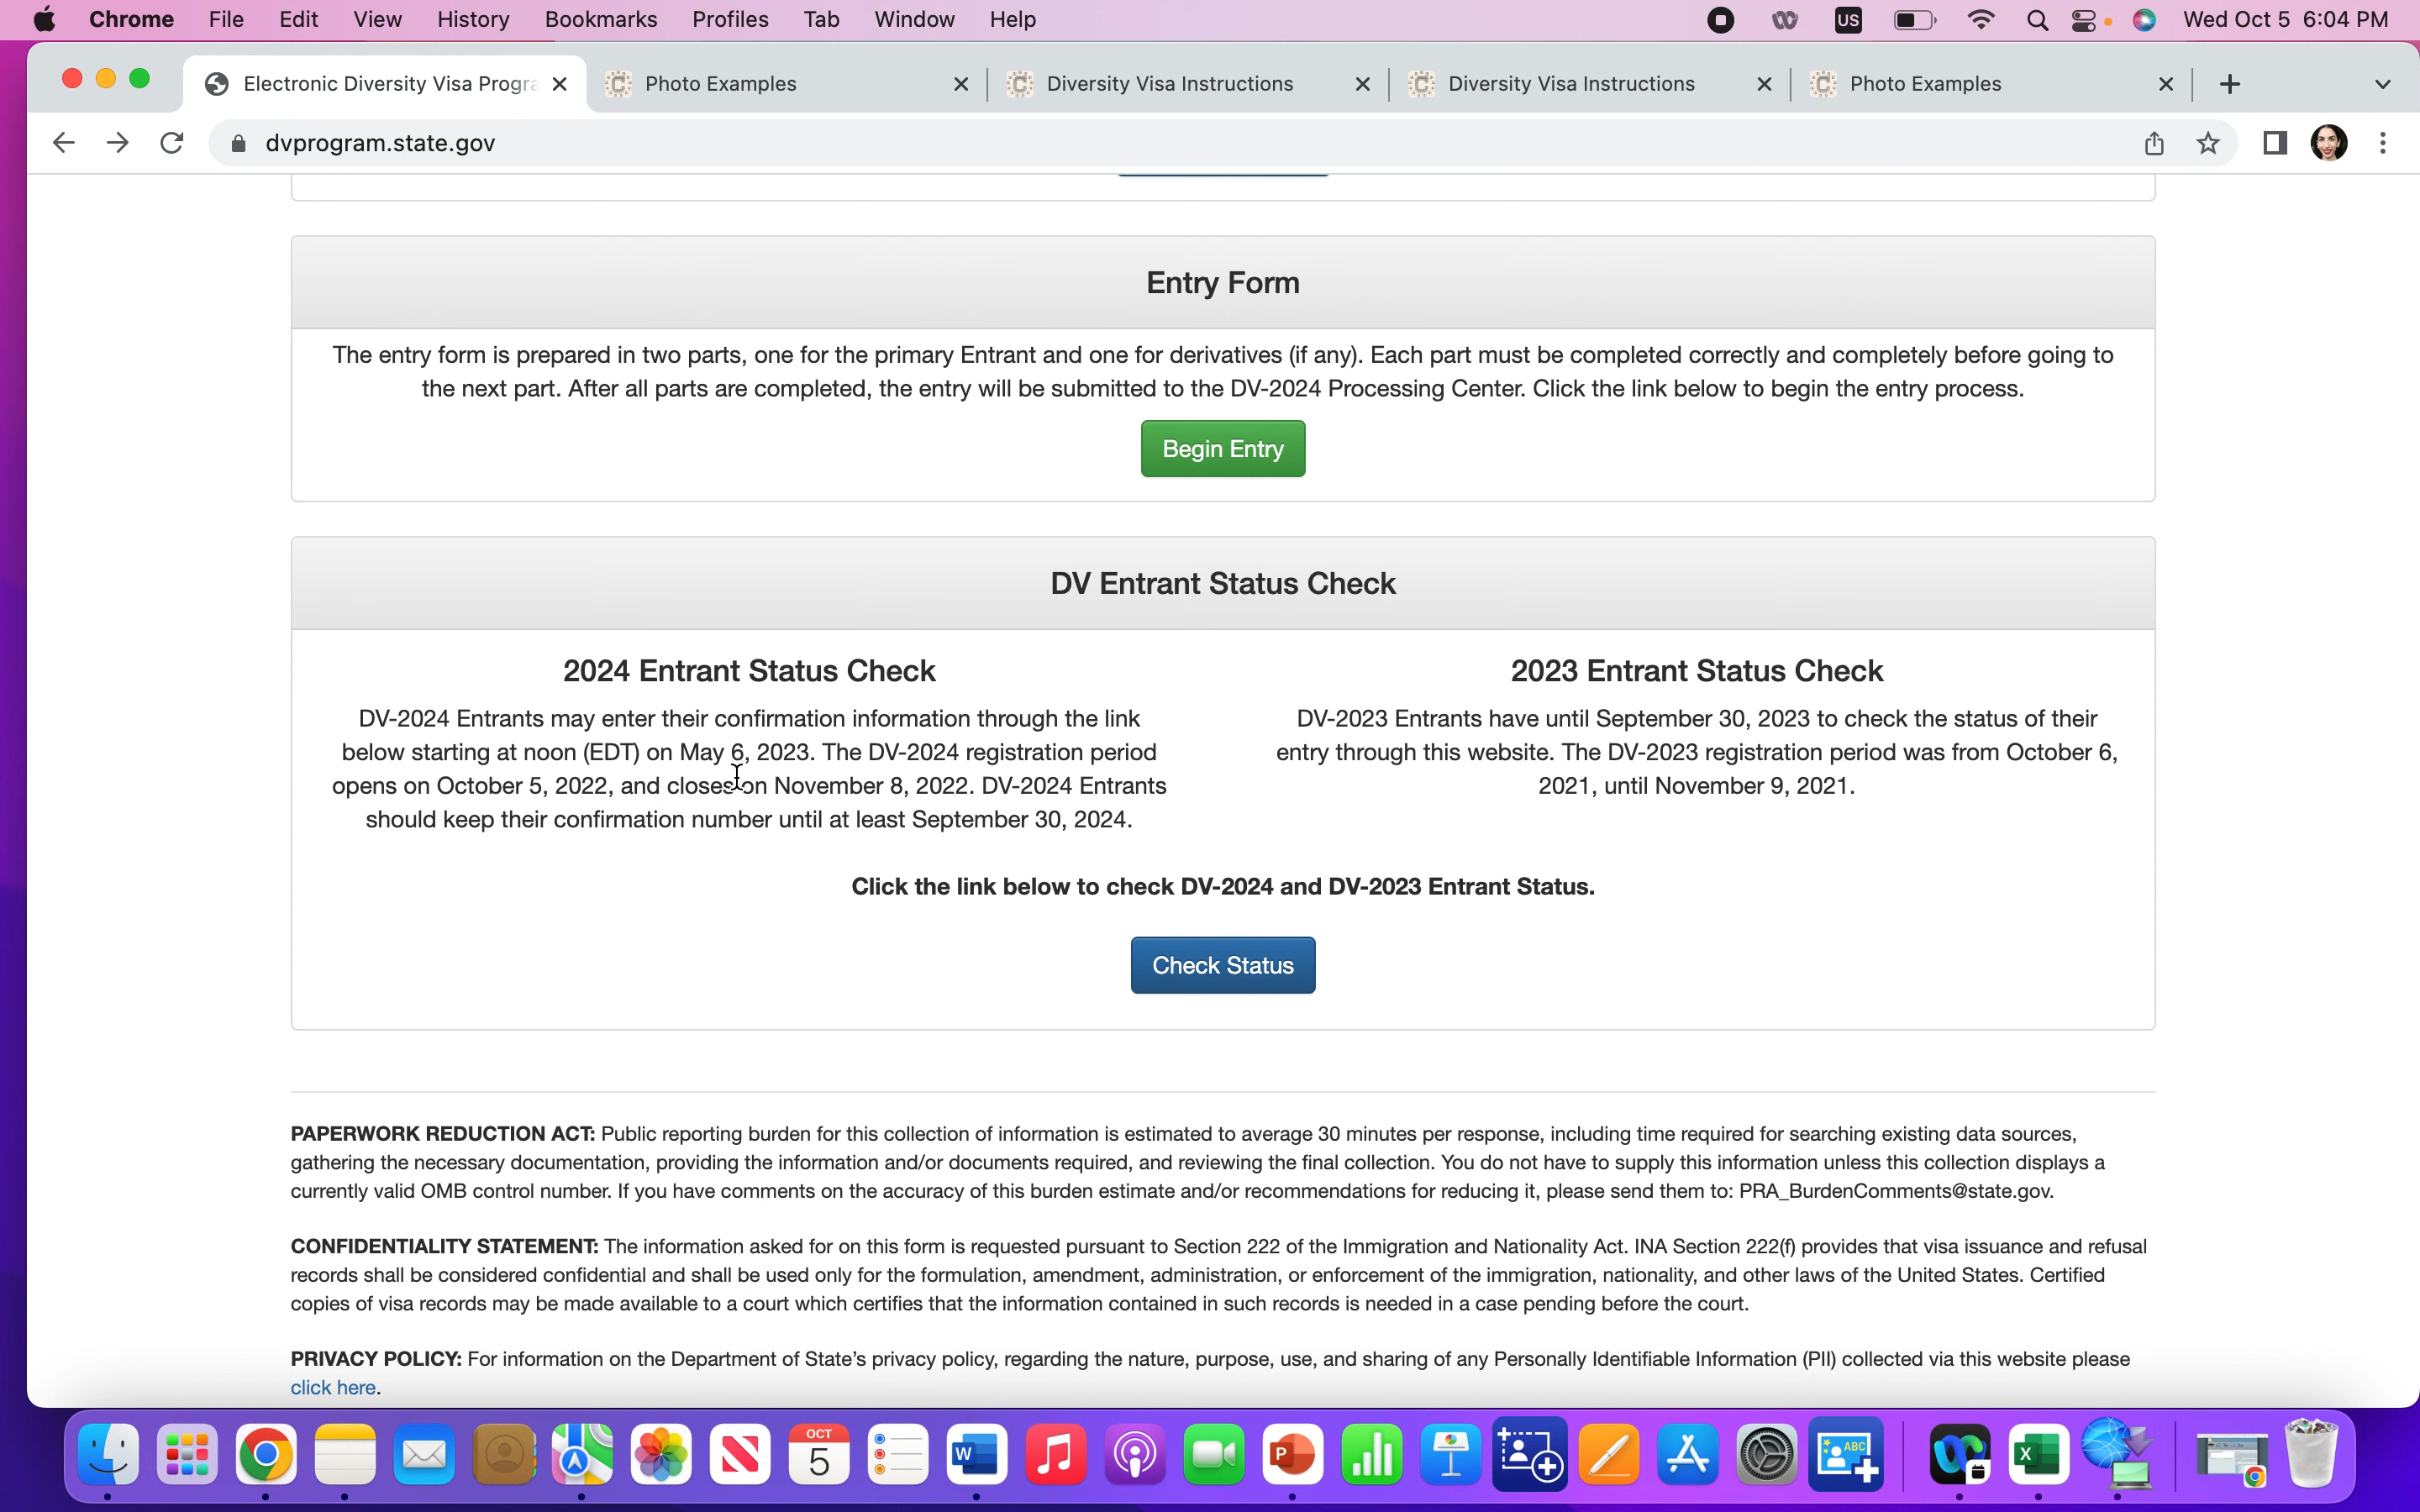 Chrome File Edit View History Bookmarks Profiles Tab Window Help US Wed Oct 5 6:04 PM
Electronic Diversity Visa Progra Photo Examples Diversity Visa Instructions Diversity Visa Instructions Photo Examples
dvprogram.state.gov
Entry Form
The entry form is prepared in two parts, one for the primary Entrant and one for derivatives (if any). Each part must be completed correctly and completely before going to
the next part. After all parts are completed, the entry will be submitted to the DV-2024 Processing Center. Click the link below to begin the entry process.
Begin Entry
DV Entrant Status Check
2024 Entrant Status Check
DV-2024 Entrants may enter their confirmation information through the link
below starting at noon (EDT) on May 6, 2023. The DV-2024 registration period
opens on October 5, 2022, and closes on November 8, 2022. DV-2024 Entrants
should keep their confirmation number until at least September 30, 2024.
2023 Entrant Status Check
DV-2023 Entrants have until September 30, 2023 to check the status of their
entry through this website. The DV-2023 registration period was from October 6,
2021, until November 9, 2021.
Click the link below to check DV-2024 and DV-2023 Entrant Status.
Check Status
PAPERWORK REDUCTION ACT: Public reporting burden for this collection of information is estimated to average 30 minutes per response, including time required for searching existing data sources,
gathering the necessary documentation, providing the information and/or documents required, and reviewing the final collection. You do not have to supply this information unless this collection displays a
currently valid OMB control number. If you have comments on the accuracy of this burden estimate and/or recommendations for reducing it, please send them to: PRA_BurdenComments@state.gov.
CONFIDENTIALITY STATEMENT: The information asked for on this form is requested pursuant to Section 222 of the Immigration and Nationality Act. INA Section 222(f) provides that visa issuance and refusal
records shall be considered confidential and shall be used only for the formulation, amendment, administration, or enforcement of the immigration, nationality, and other laws of the United States. Certified
copies of visa records may be made available to a court which certifies that the information contained in such records is needed in a case pending before the court.
PRIVACY POLICY: For information on the Department of State's privacy policy, regarding the nature, purpose, use, and sharing of any Personally Identifiable Information (PII) collected via this website please
click here.
OCT
5
W
P
ABC
X